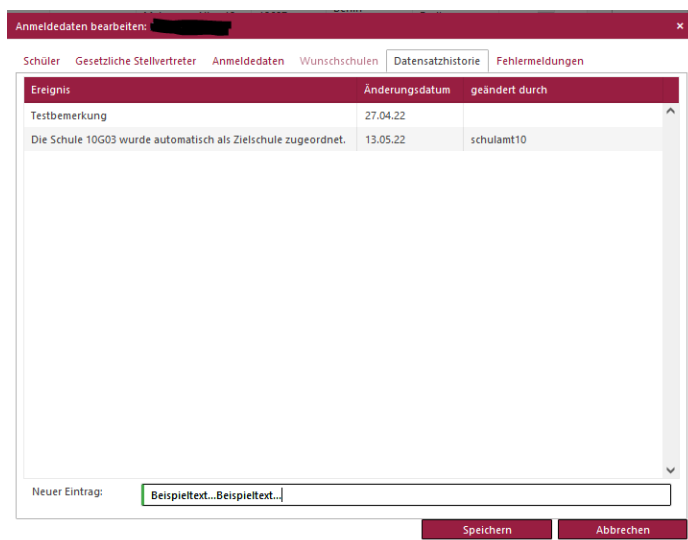 Anmeldedaten bearbeiten:
×
Schüler Gesetzliche Stellvertreter Anmeldedaten Wunschschulen Datensatzhistorie Fehlermeldungen
Ereignis Änderungsdatum geändert durch
Testbemerkung 27.04.22
Die Schule 10G03 wurde automatisch als Zielschule zugeordnet. 13.05.22 schulamt10
Neuer Eintrag: Beispieltext...Beispieltext...
Speichern Abbrechen